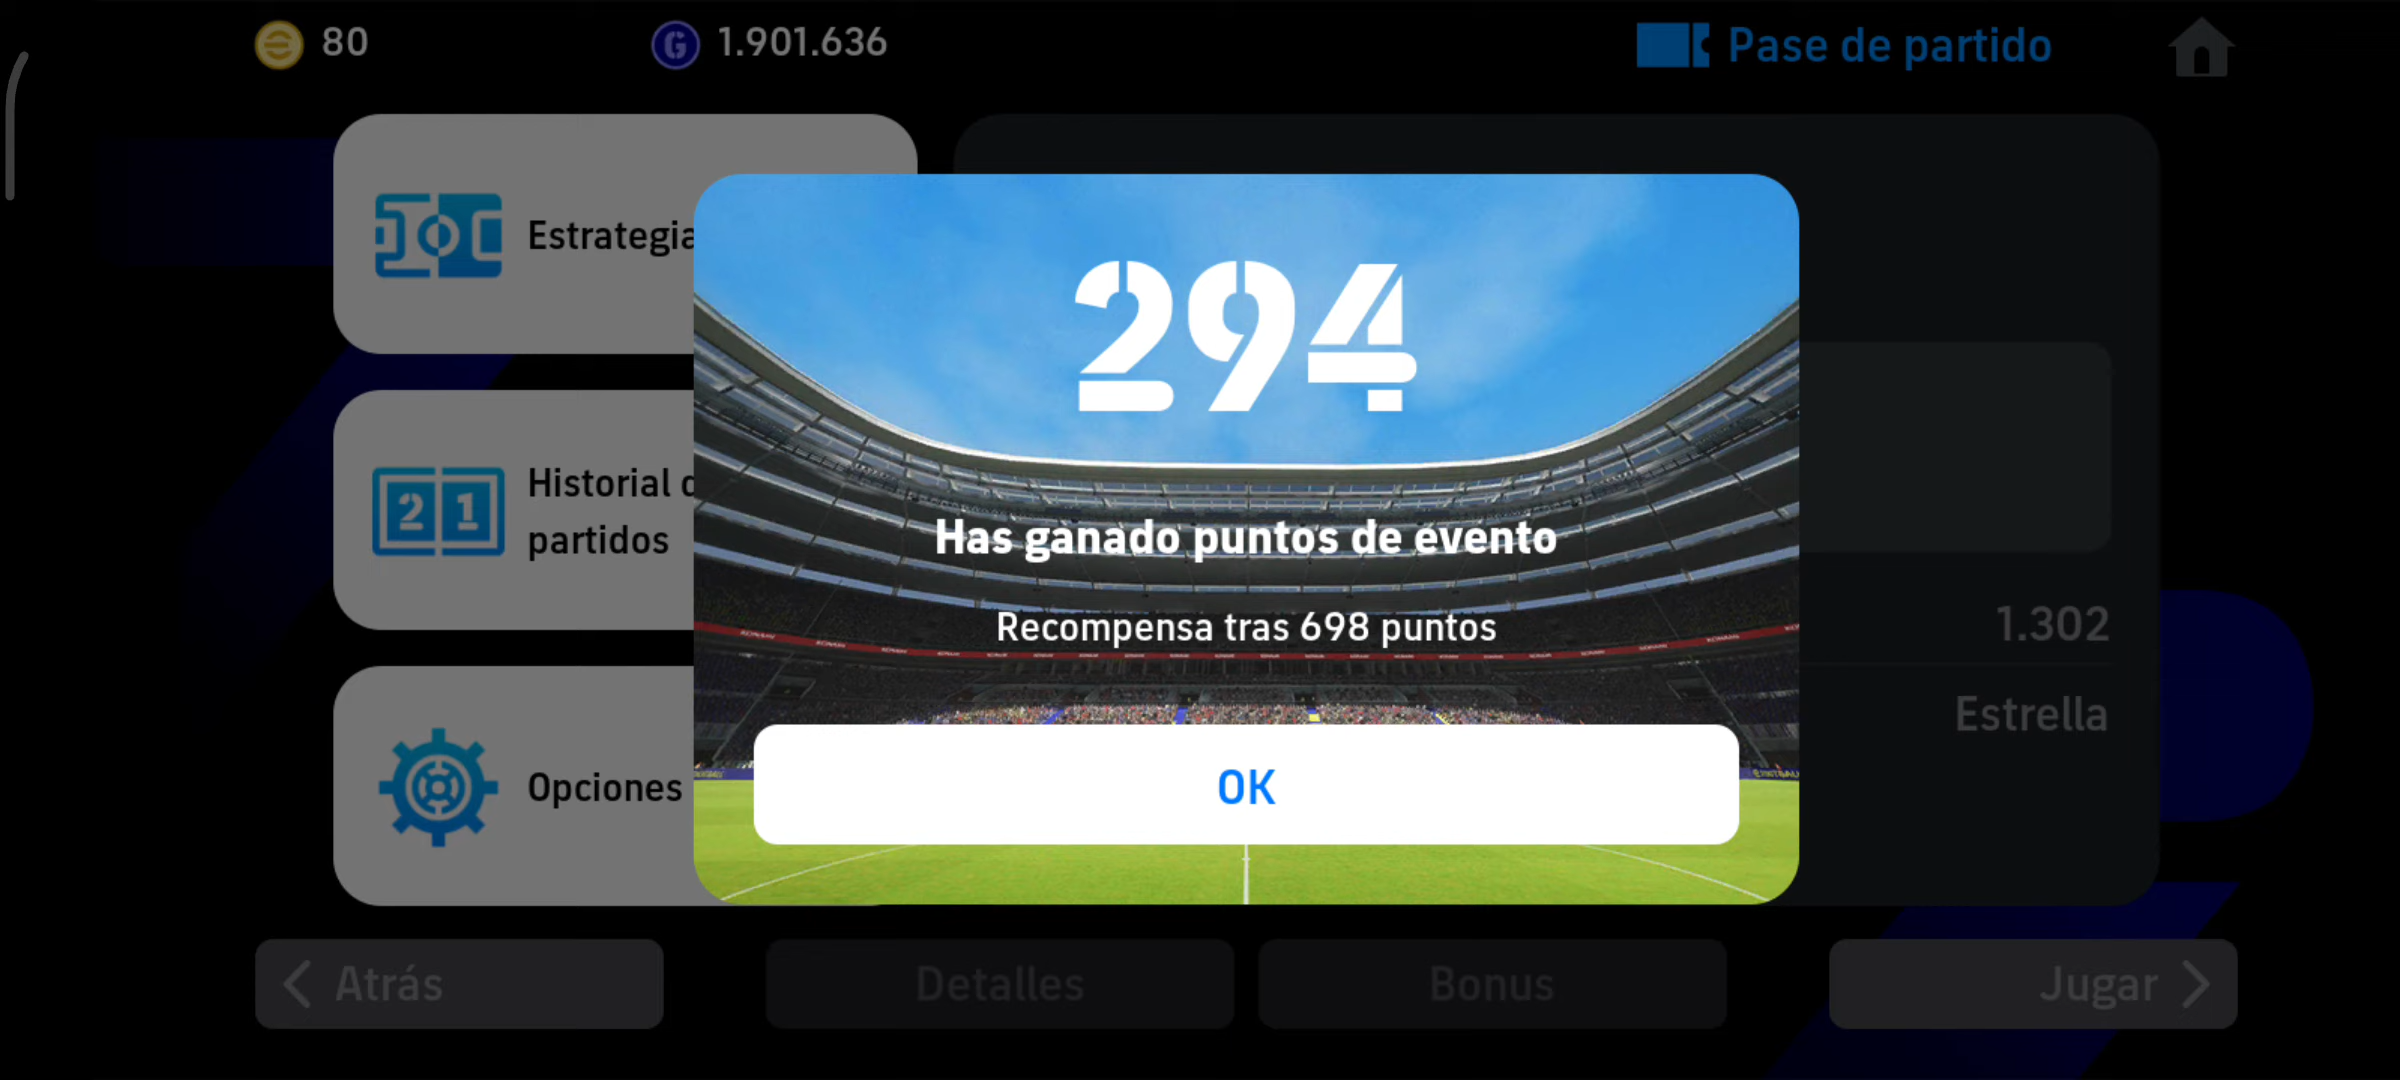 80
1.901.636
Pase de partido
Estrategia
294
Historial
partidos
Has ganado puntos de evento
Recompensa tras 698 puntos
1.302
Estrella
Opciones
OK
Atrás
Detalles
Bonus
Jugar